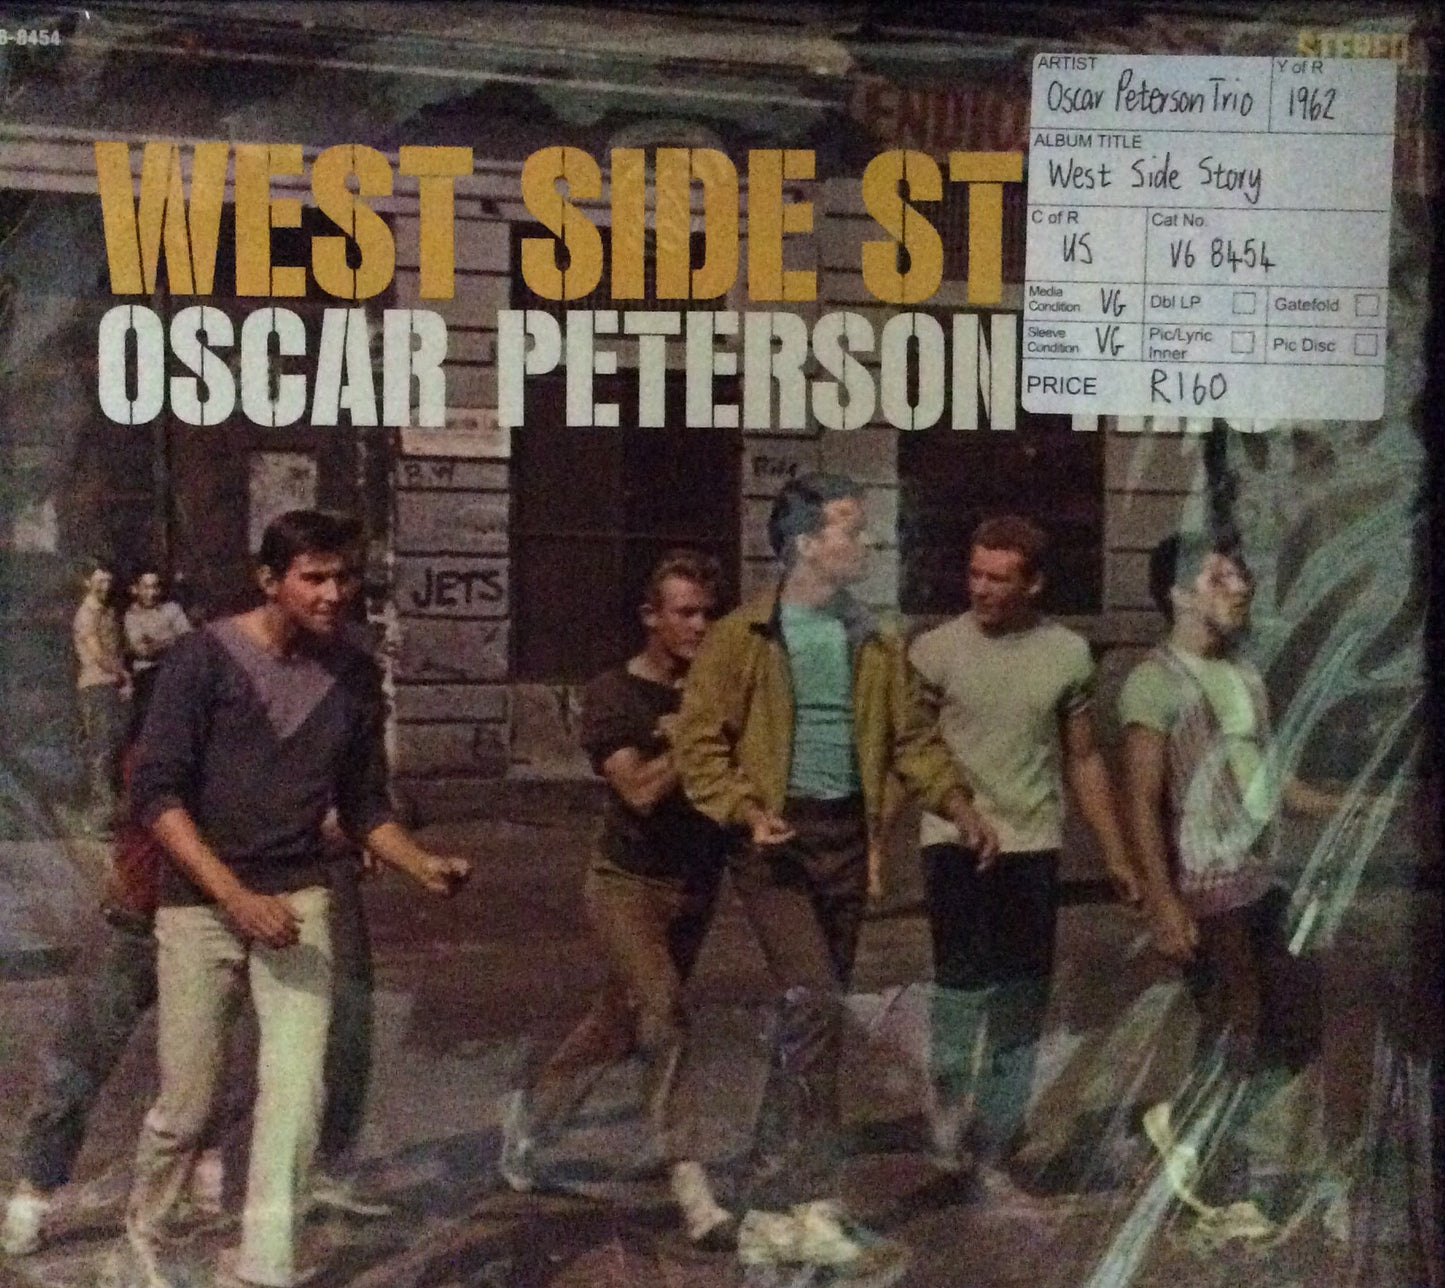 6-8454
STEREO
WEST SIDE ST
OSCAR PETERSON
ARTIST
Oscar Peterson Trio
Y of R
1962
ALBUM TITLE
West Side Story
C of R
US
Cat No.
V6 8454
Media Condition VG
Dbl LP
Gatefold
Sleeve Condition VG
Pic/Lyric Inner
Pic Disc
PRICE R160
B.W
JETS